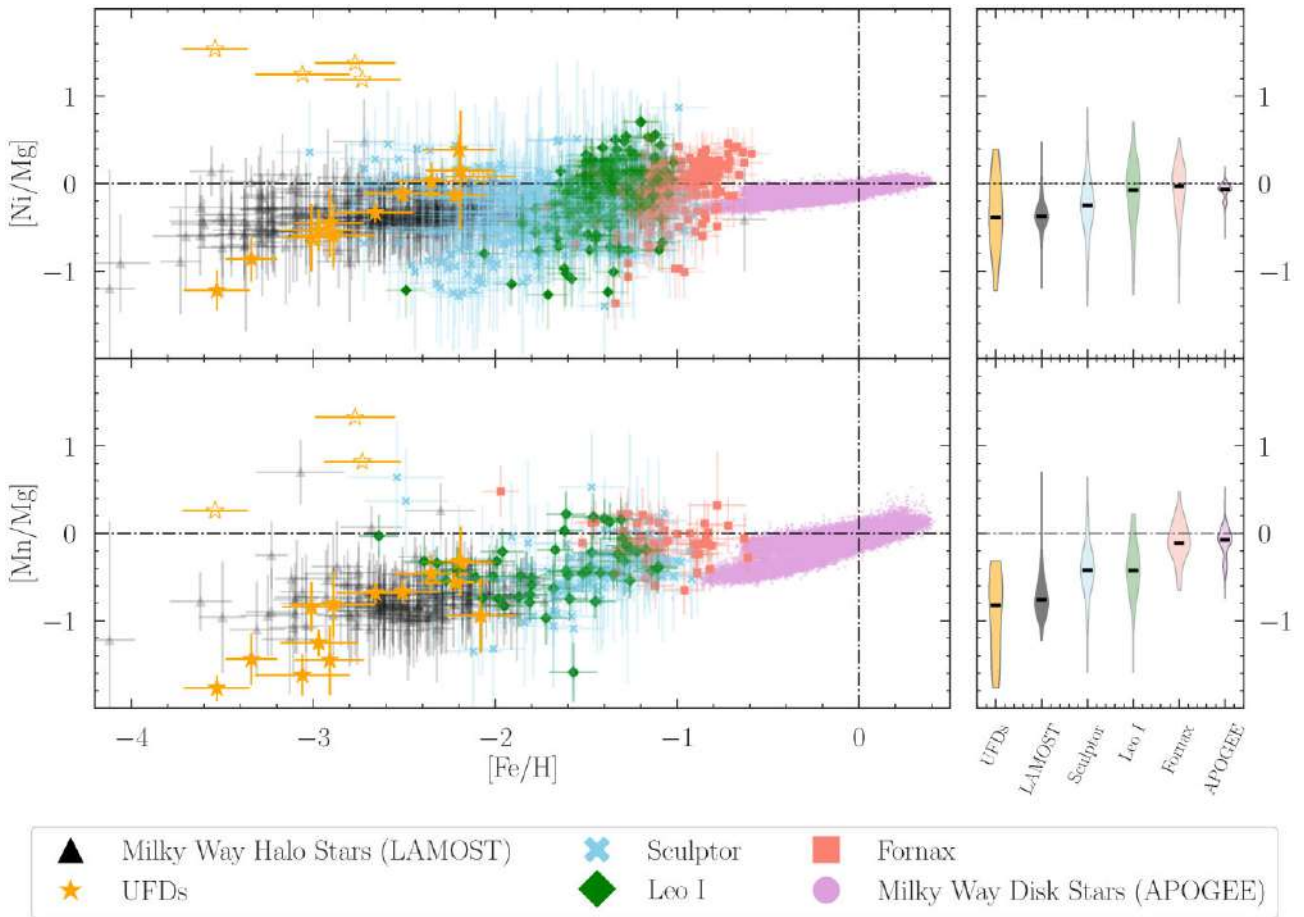 [Ni/Mg]
1
0
−1
1
0
−1
[Mn/Mg]
1
0
−1
1
0
−1
−4 −3 −2 −1 0
[Fe/H]
UFDs LAMOST Sculptor Leo I Fornax APOGEE
Milky Way Halo Stars (LAMOST) Sculptor Fornax
UFDs Leo I Milky Way Disk Stars (APOGEE)